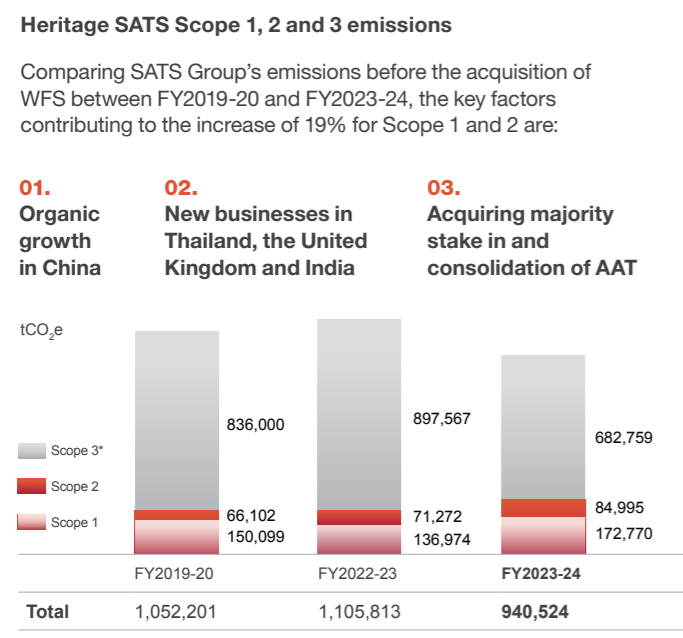 Heritage SATS Scope 1, 2 and 3 emissions
Comparing SATS Group’s emissions before the acquisition of
WFS between FY2019-20 and FY2023-24, the key factors
contributing to the increase of 19% for Scope 1 and 2 are:
01.
Organic
growth
in China
02.
New businesses in
Thailand, the United
Kingdom and India
03.
Acquiring majority
stake in and
consolidation of AAT
tCO₂e
Scope 3*
Scope 2
Scope 1
836,000
66,102
150,099
897,567
71,272
136,974
682,759
84,995
172,770
FY2019-20 FY2022-23 FY2023-24
Total 1,052,201 1,105,813 940,524